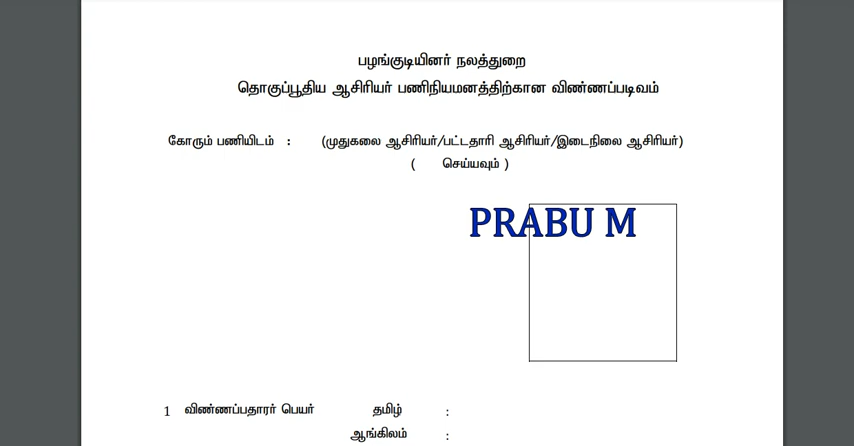 பழங்குடியினர் நலத்துறை
தொகுப்பூதிய ஆசிரியர் பணிநியமனத்திற்கான விண்ணப்படிவம்
கோரும் பணியிடம் : (முதுகலை ஆசிரியர்/பட்டதாரி ஆசிரியர்/இடைநிலை ஆசிரியர்)
( செய்யவும் )
PRABU M
1 விண்ணப்பதாரர் பெயர் தமிழ் :
ஆங்கிலம் :